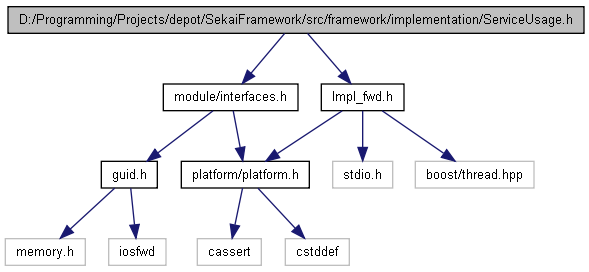 D:/Programming/Projects/depot/SekaiFramework/src/framework/implementation/ServiceUsage.h
module/interfaces.h
Impl_fwd.h
guid.h
platform/platform.h
stdio.h
boost/thread.hpp
memory.h
iosfwd
cassert
cstddef